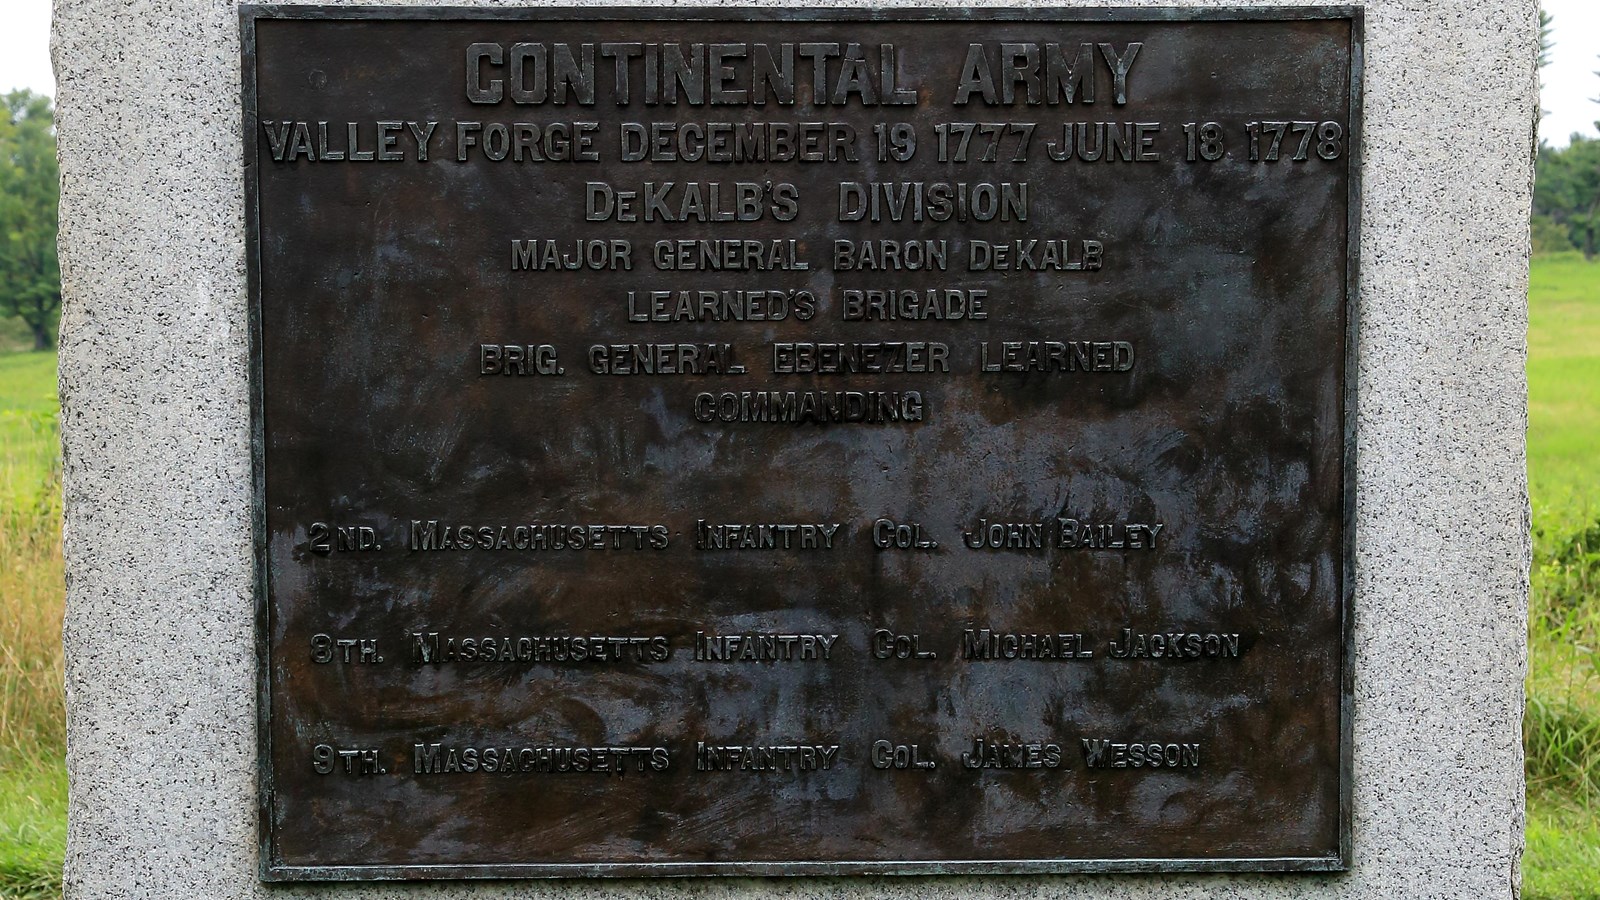 CONTINENTAL ARMY
VALLEY FORGE DECEMBER 19 1777 JUNE 18 1778
DEKALB'S DIVISION
MAJOR GENERAL BARON DEKALB
LEARNED'S BRIGADE
BRIG. GENERAL EBENEZER LEARNED
COMMANDING
2ND. MASSACHUSETTS INFANTRY COL. JOHN BAILEY
8TH. MASSACHUSETTS INFANTRY COL. MICHAEL JACKSON
9TH. MASSACHUSETTS INFANTRY COL. JAMES WESSON